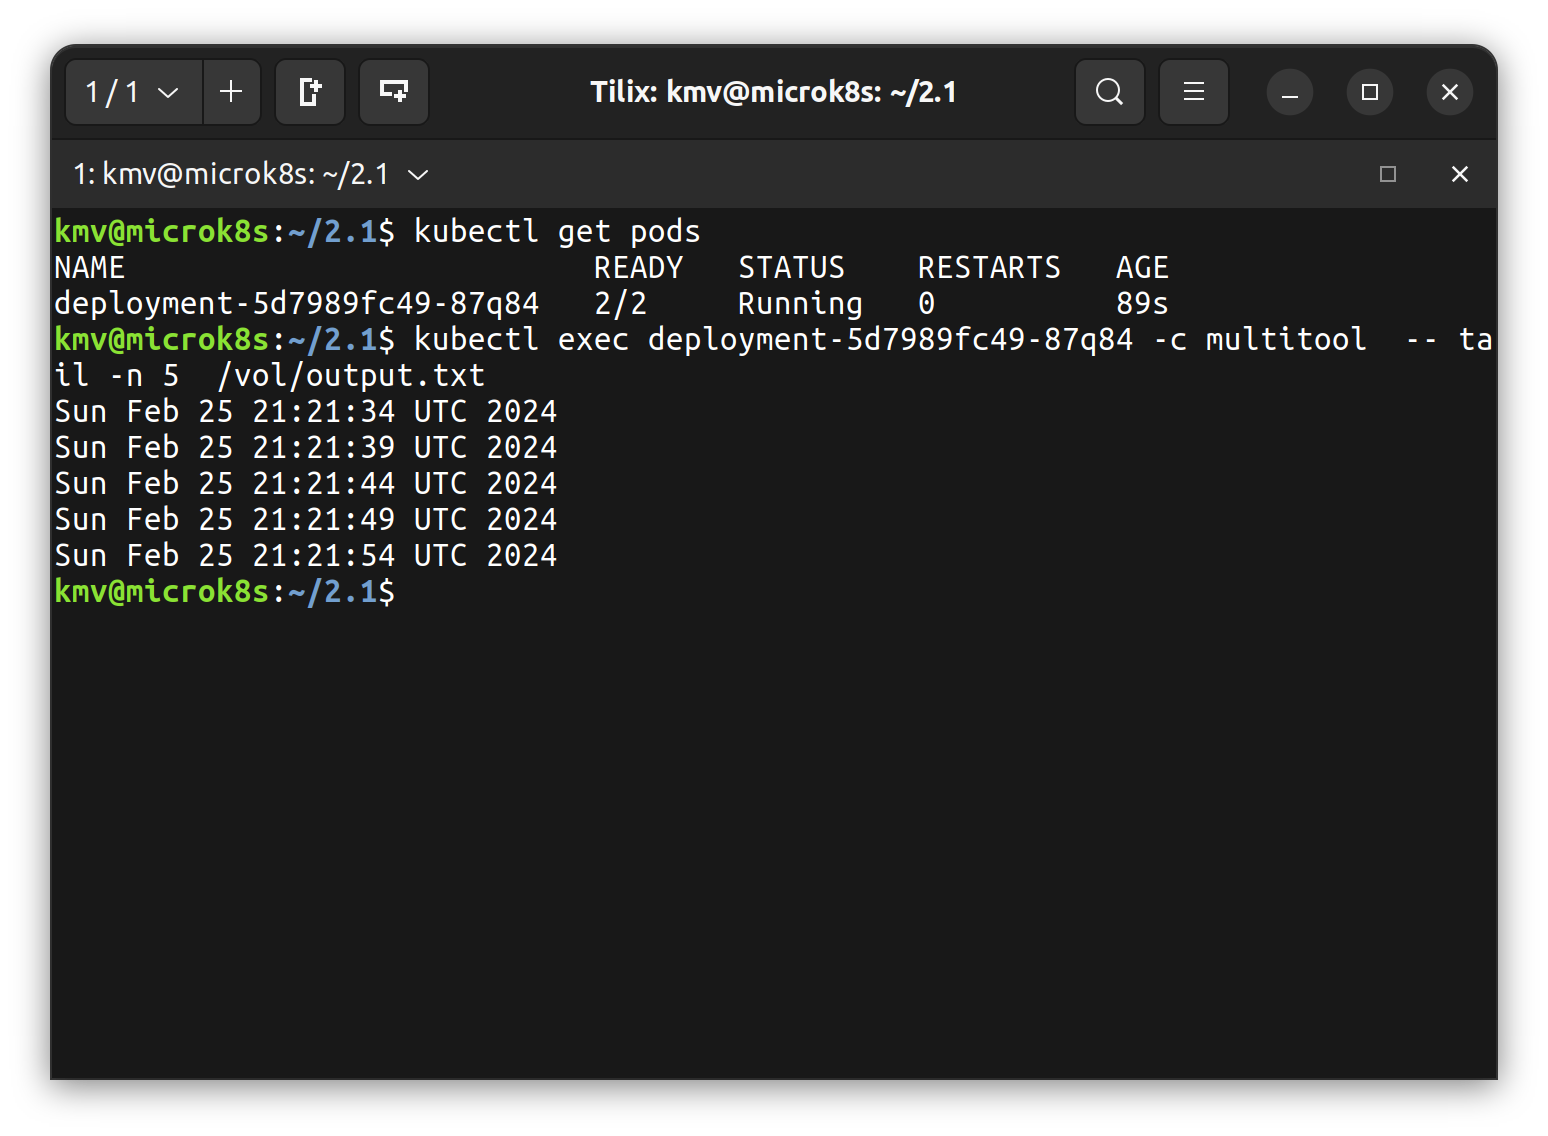 1 / 1
Tilix: kmv@microk8s: ~/2.1
1: kmv@microk8s: ~/2.1
kmv@microk8s:~/2.1$ kubectl get pods
NAME                          READY   STATUS    RESTARTS   AGE
deployment-5d7989fc49-87q84   2/2     Running   0          89s
kmv@microk8s:~/2.1$ kubectl exec deployment-5d7989fc49-87q84 -c multitool  -- ta
il -n 5  /vol/output.txt
Sun Feb 25 21:21:34 UTC 2024
Sun Feb 25 21:21:39 UTC 2024
Sun Feb 25 21:21:44 UTC 2024
Sun Feb 25 21:21:49 UTC 2024
Sun Feb 25 21:21:54 UTC 2024
kmv@microk8s:~/2.1$